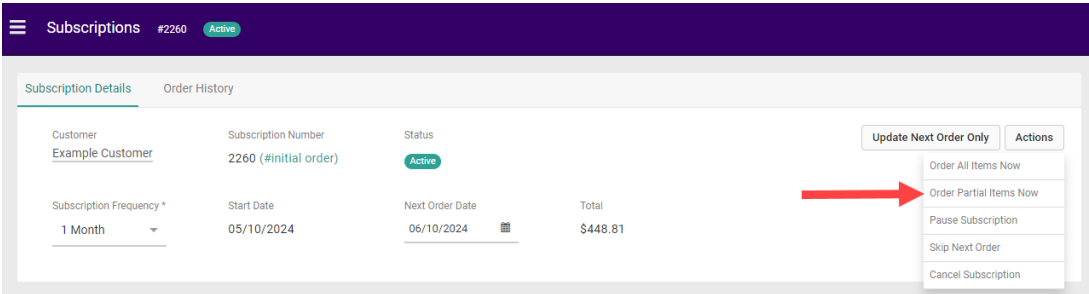 Subscriptions #2260 Active
Subscription Details Order History
Customer Subscription Number Status
Example Customer 2260 (#initial order) Active
Update Next Order Only Actions
Order All Items Now
Order Partial Items Now
Pause Subscription
Skip Next Order
Cancel Subscription
Subscription Frequency * Start Date Next Order Date Total
1 Month 05/10/2024 06/10/2024 $448.81